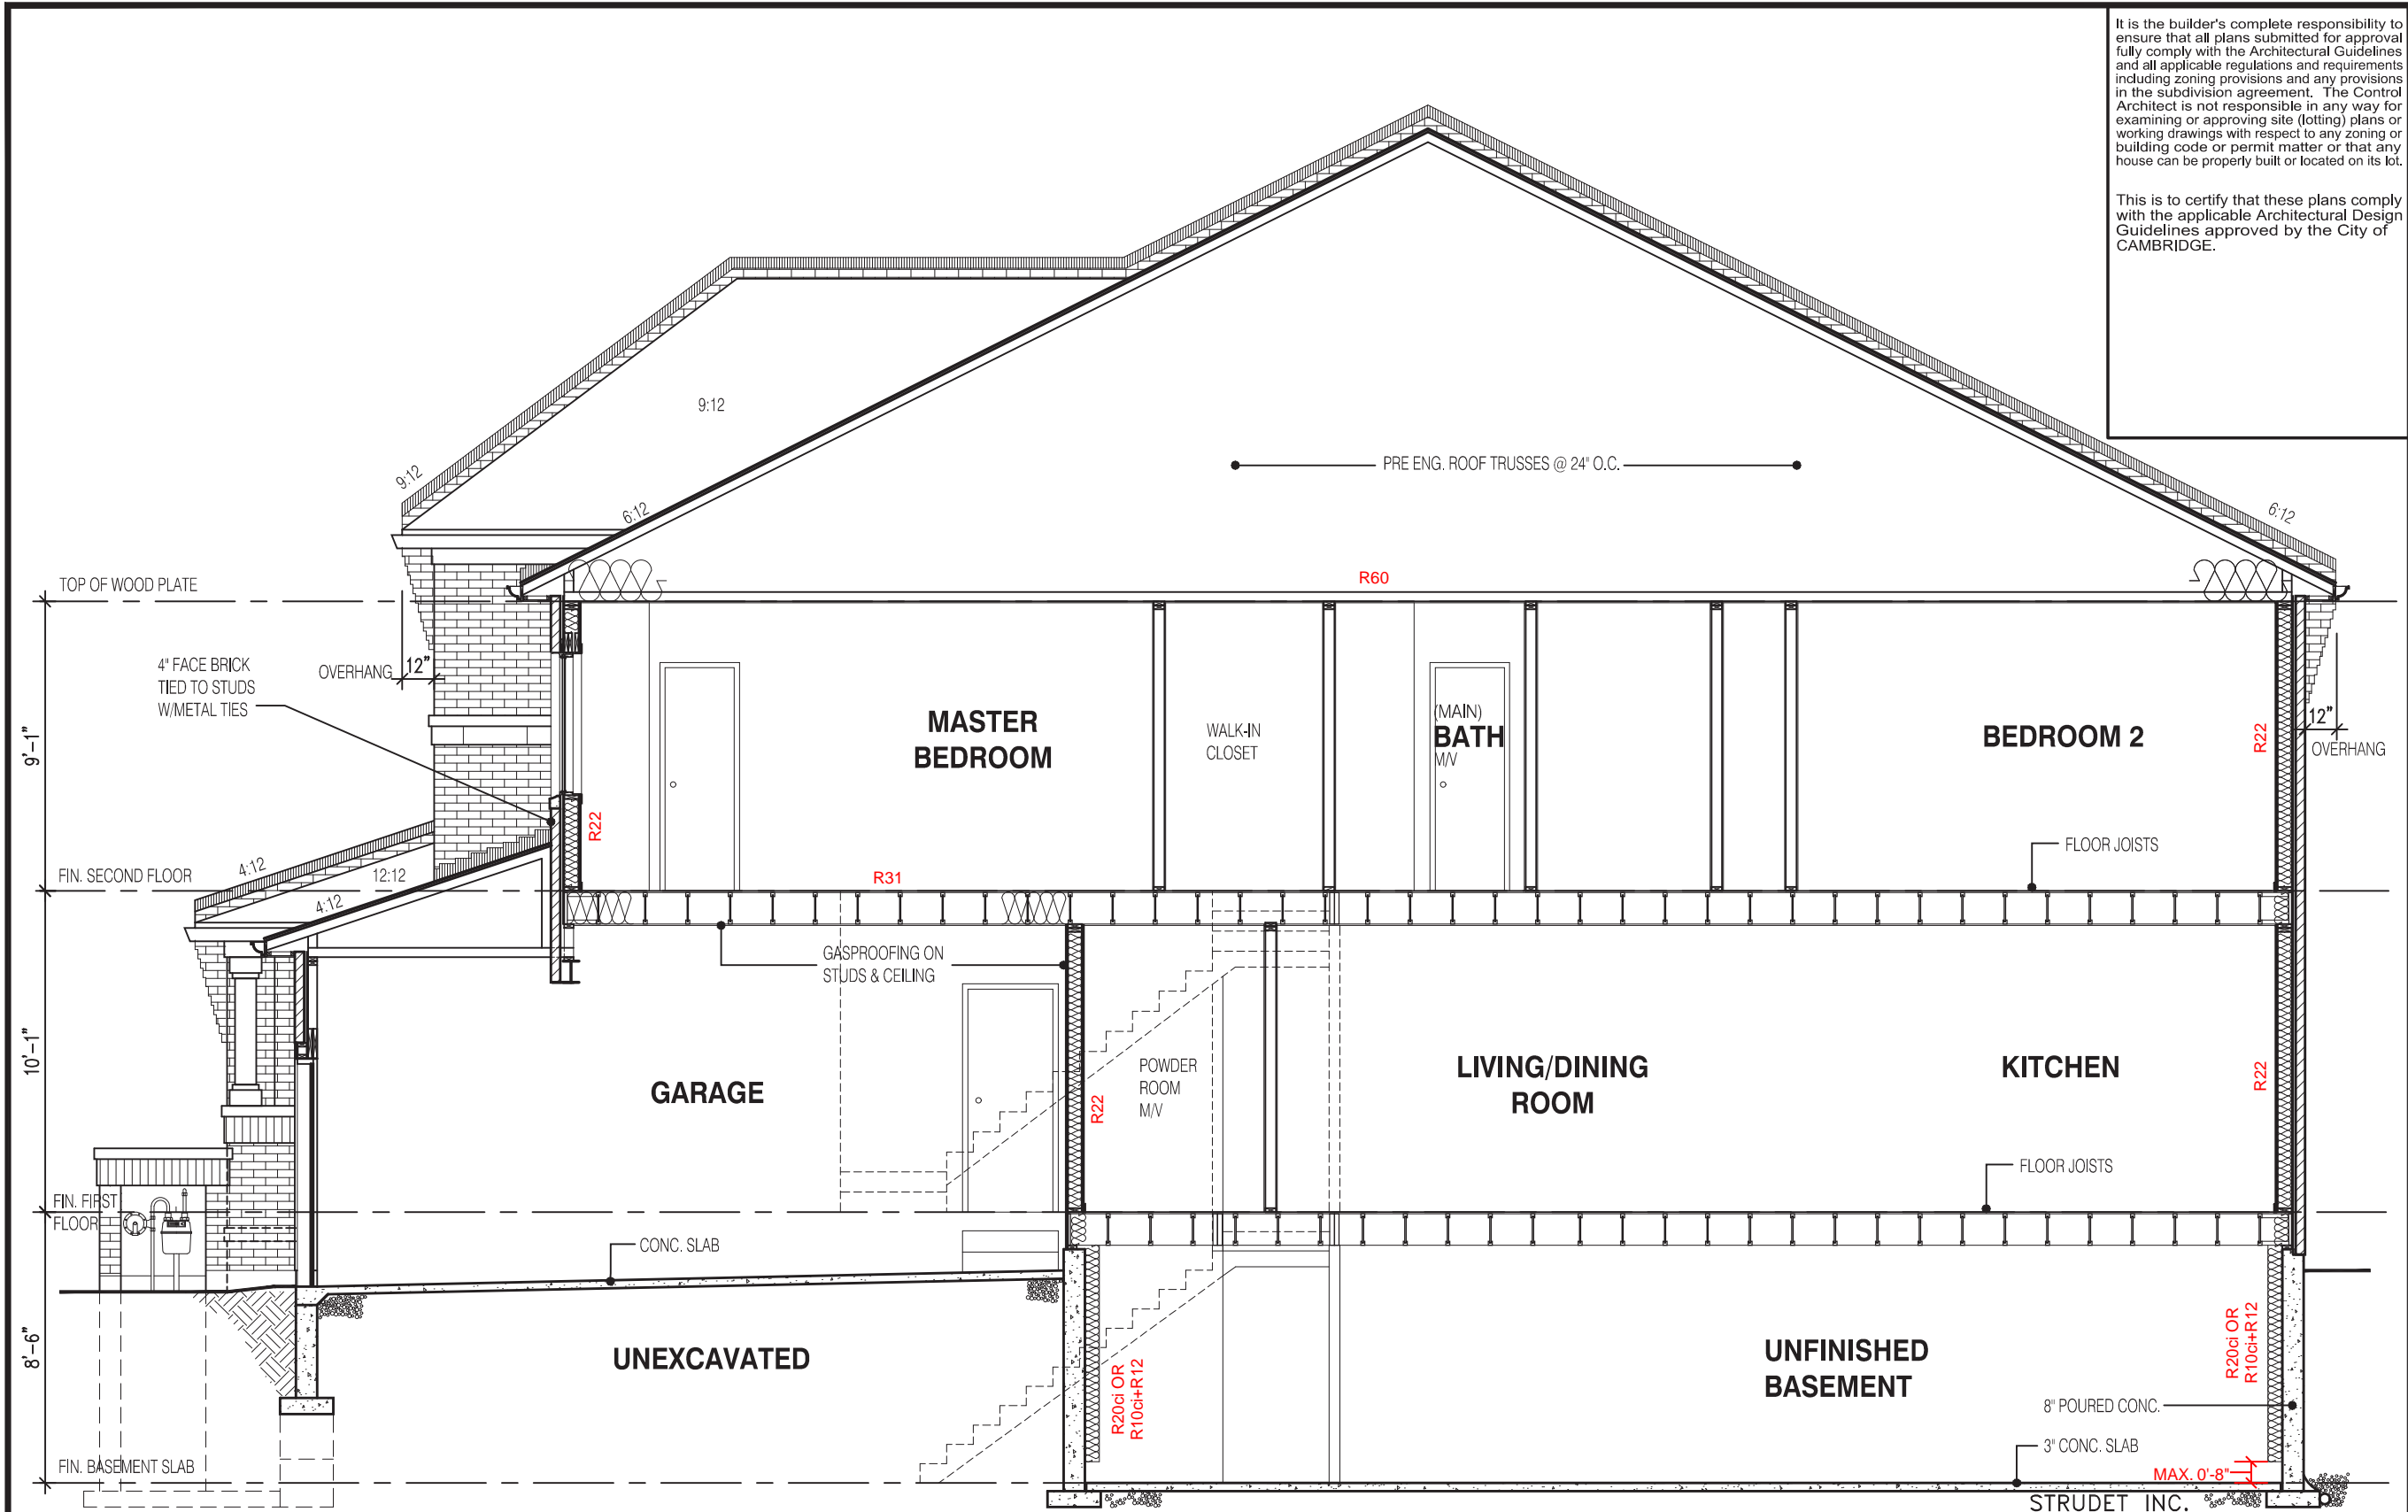 It is the builder's complete responsibility to
ensure that all plans submitted for approval
fully comply with the Architectural Guidelines
and all applicable regulations and requirements
including zoning provisions and any provisions
in the subdivision agreement. The Control
Architect is not responsible in any way for
examining or approving site (lotting) plans or
working drawings with respect to any zoning or
building code or permit matter or that any
house can be properly built or located on its lot.
This is to certify that these plans comply
with the applicable Architectural Design
Guidelines approved by the City of
CAMBRIDGE.
9:12
9:12
PRE ENG. ROOF TRUSSES @ 24" O.C.
6:12
6:12
TOP OF WOOD PLATE
R60
4" FACE BRICK
TIED TO STUDS
W/METAL TIES
OVERHANG
12"
9'-1"
MASTER
BEDROOM
WALK-IN
CLOSET
(MAIN)
BATH
M/V
BEDROOM 2
R22
12"
OVERHANG
R22
FLOOR JOISTS
FIN. SECOND FLOOR
4:12
12:12
4:12
R31
GASPROOFING ON
STUDS & CEILING
10'-1"
GARAGE
R22
POWDER
ROOM
M/V
LIVING/DINING
ROOM
KITCHEN
R22
FLOOR JOISTS
FIN. FIRST
FLOOR
CONC. SLAB
8'-6"
UNEXCAVATED
R20ci OR
R10ci+R12
UNFINISHED
BASEMENT
R20ci OR
R10ci+R12
8" POURED CONC.
3" CONC. SLAB
FIN. BASEMENT SLAB
MAX. 0'-8"
STRUDET INC.